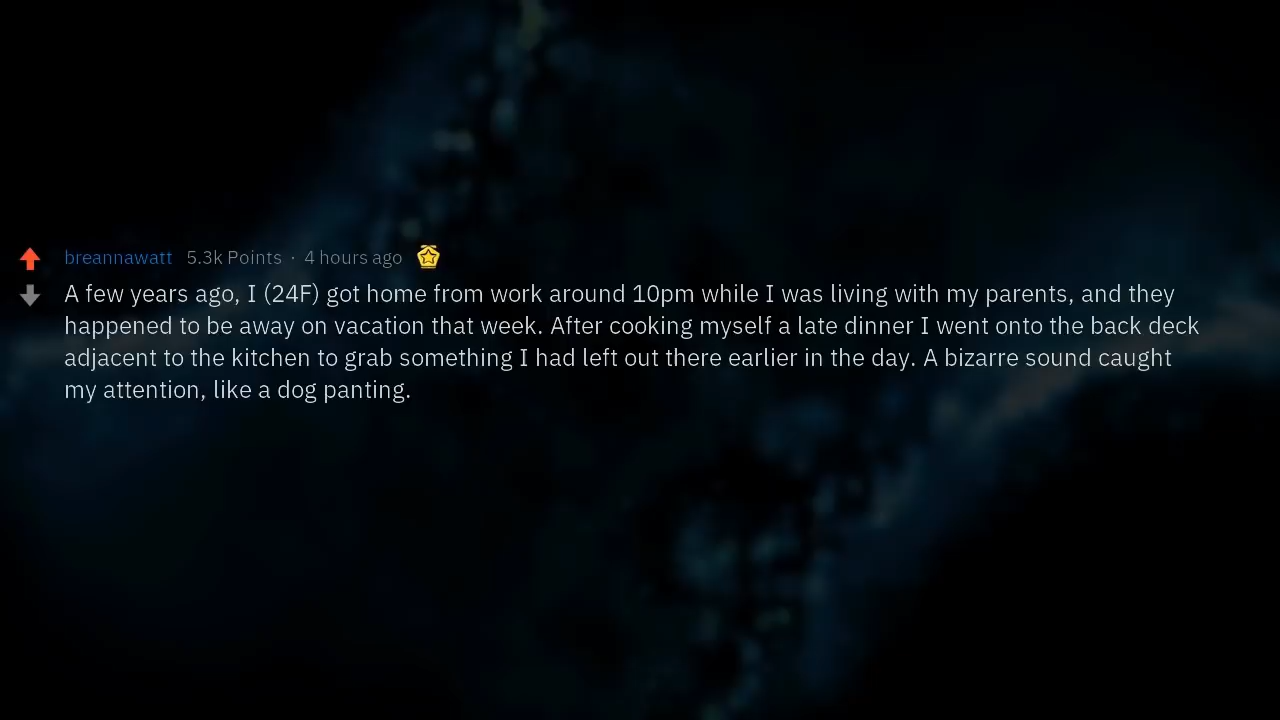 breannawatt 5.3k Points · 4 hours ago
A few years ago, I (24F) got home from work around 10pm while I was living with my parents, and they
happened to be away on vacation that week. After cooking myself a late dinner I went onto the back deck
adjacent to the kitchen to grab something I had left out there earlier in the day. A bizarre sound caught
my attention, like a dog panting.